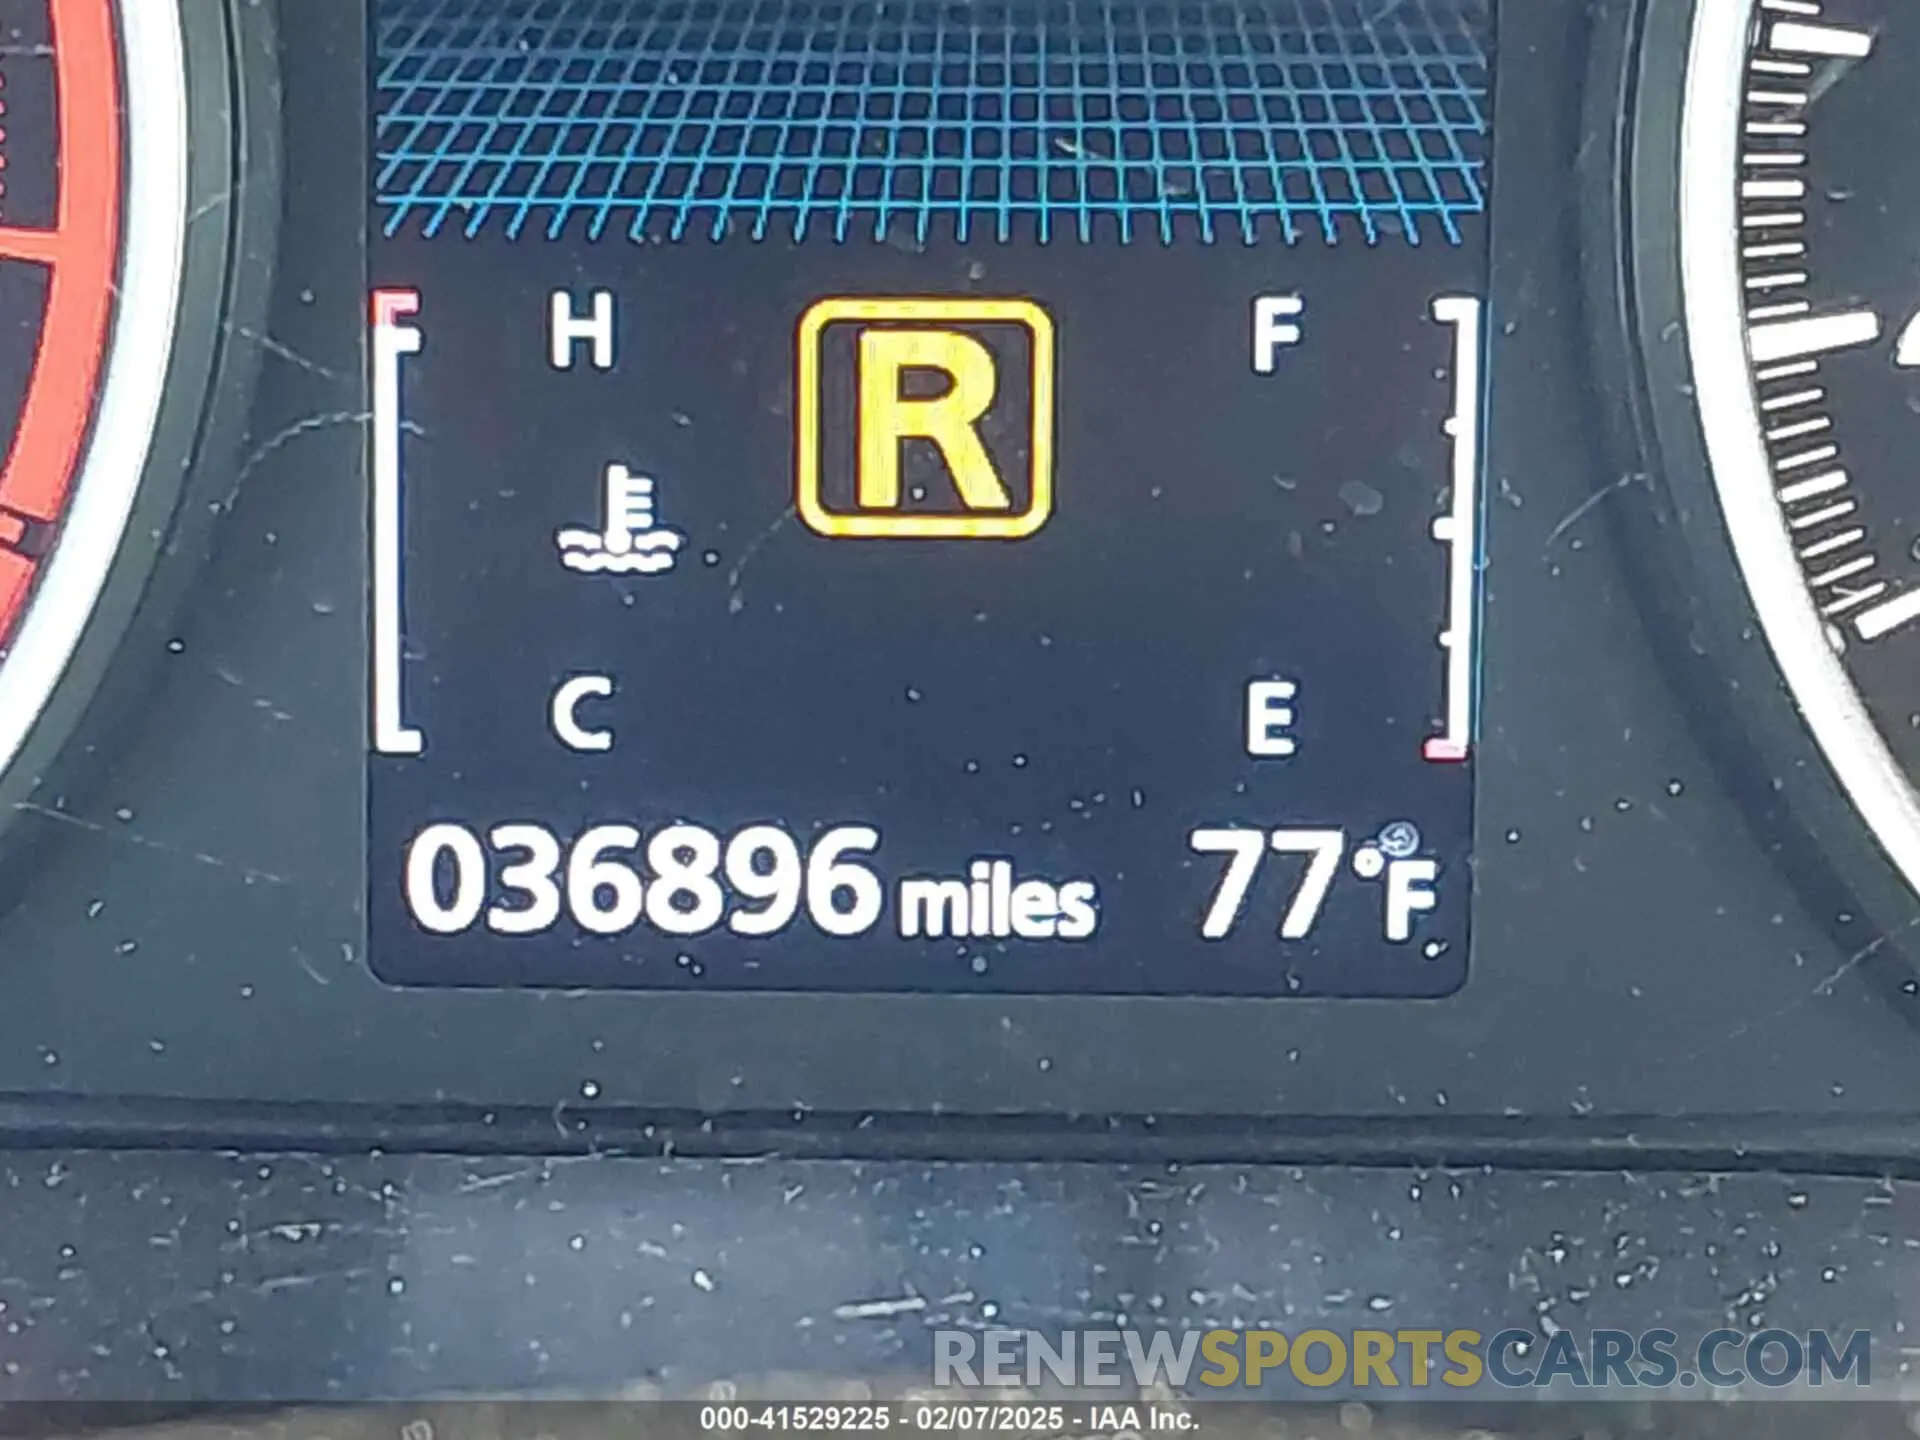 H R F
C E
036896 miles 77°F
RENEWSPORTSCARS.COM
000-41529225 - 02/07/2025 - IAA Inc.